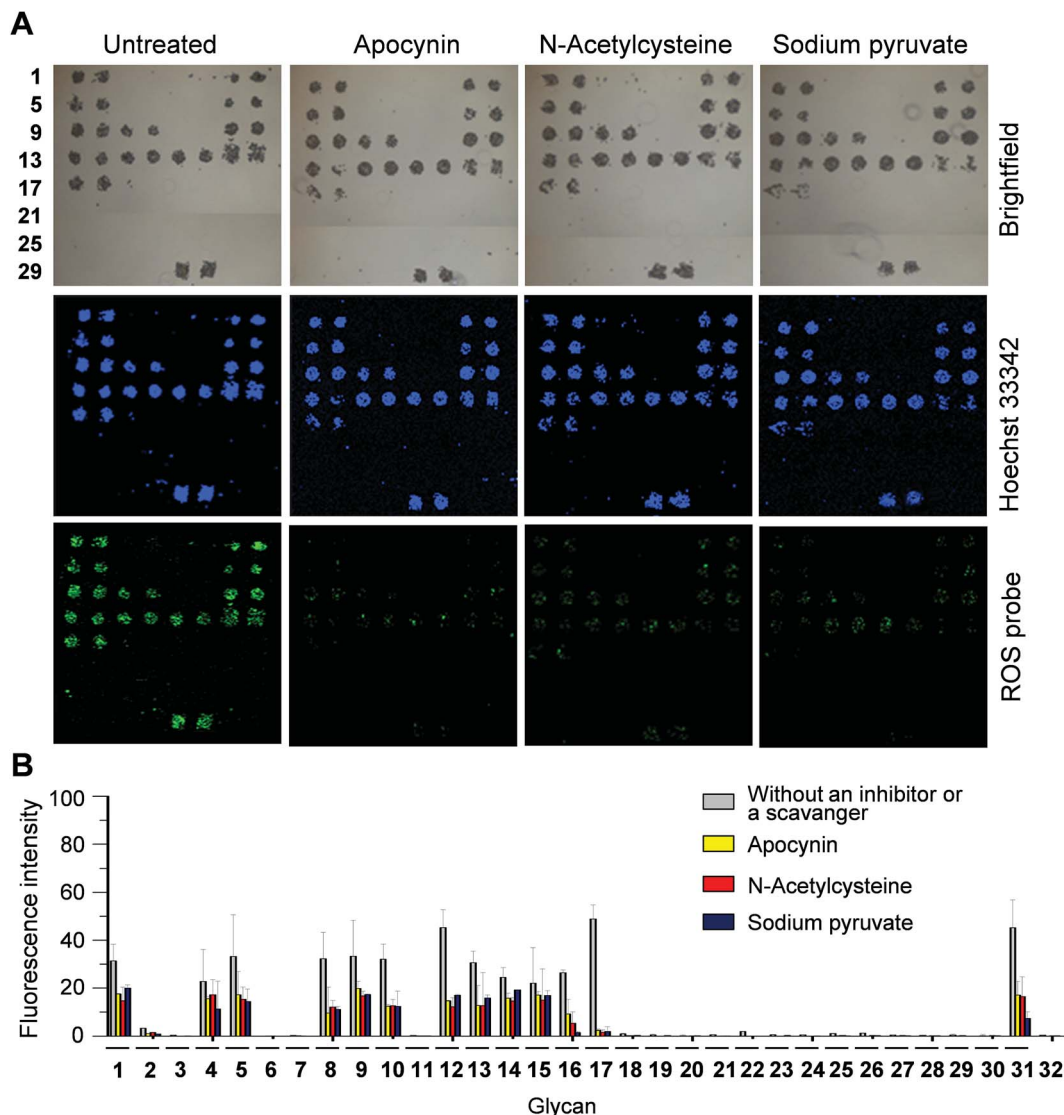 A
Untreated Apocynin N-Acetylcysteine Sodium pyruvate
1
5
9
13
17
21
25
29
Brightfield
Hoechst 33342
ROS probe
B
100
80
60
40
20
0
Fluorescence intensity
Without an inhibitor or
a scavanger
Apocynin
N-Acetylcysteine
Sodium pyruvate
1 2 3 4 5 6 7 8 9 10 11 12 13 14 15 16 17 18 19 20 21 22 23 24 25 26 27 28 29 30 31 32
Glycan